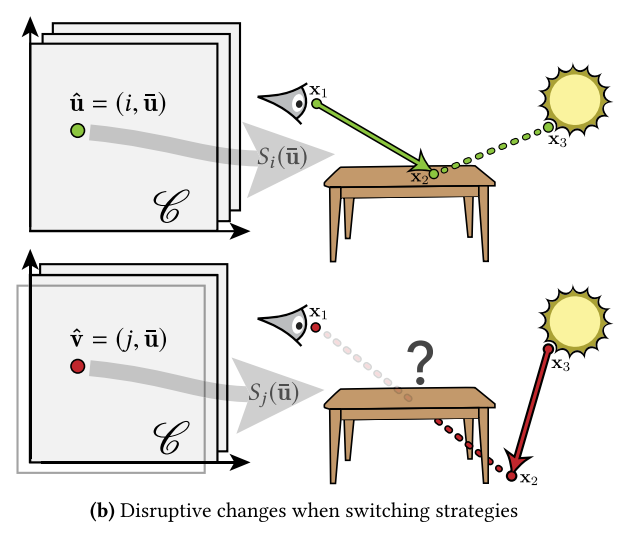 û = (i, ū)
𝒞
Sᵢ(ū)
x₁
x₂
x₃
v̂ = (j, ū)
𝒞
Sⱼ(ū)
x₁
?
x₃
x₂
(b) Disruptive changes when switching strategies